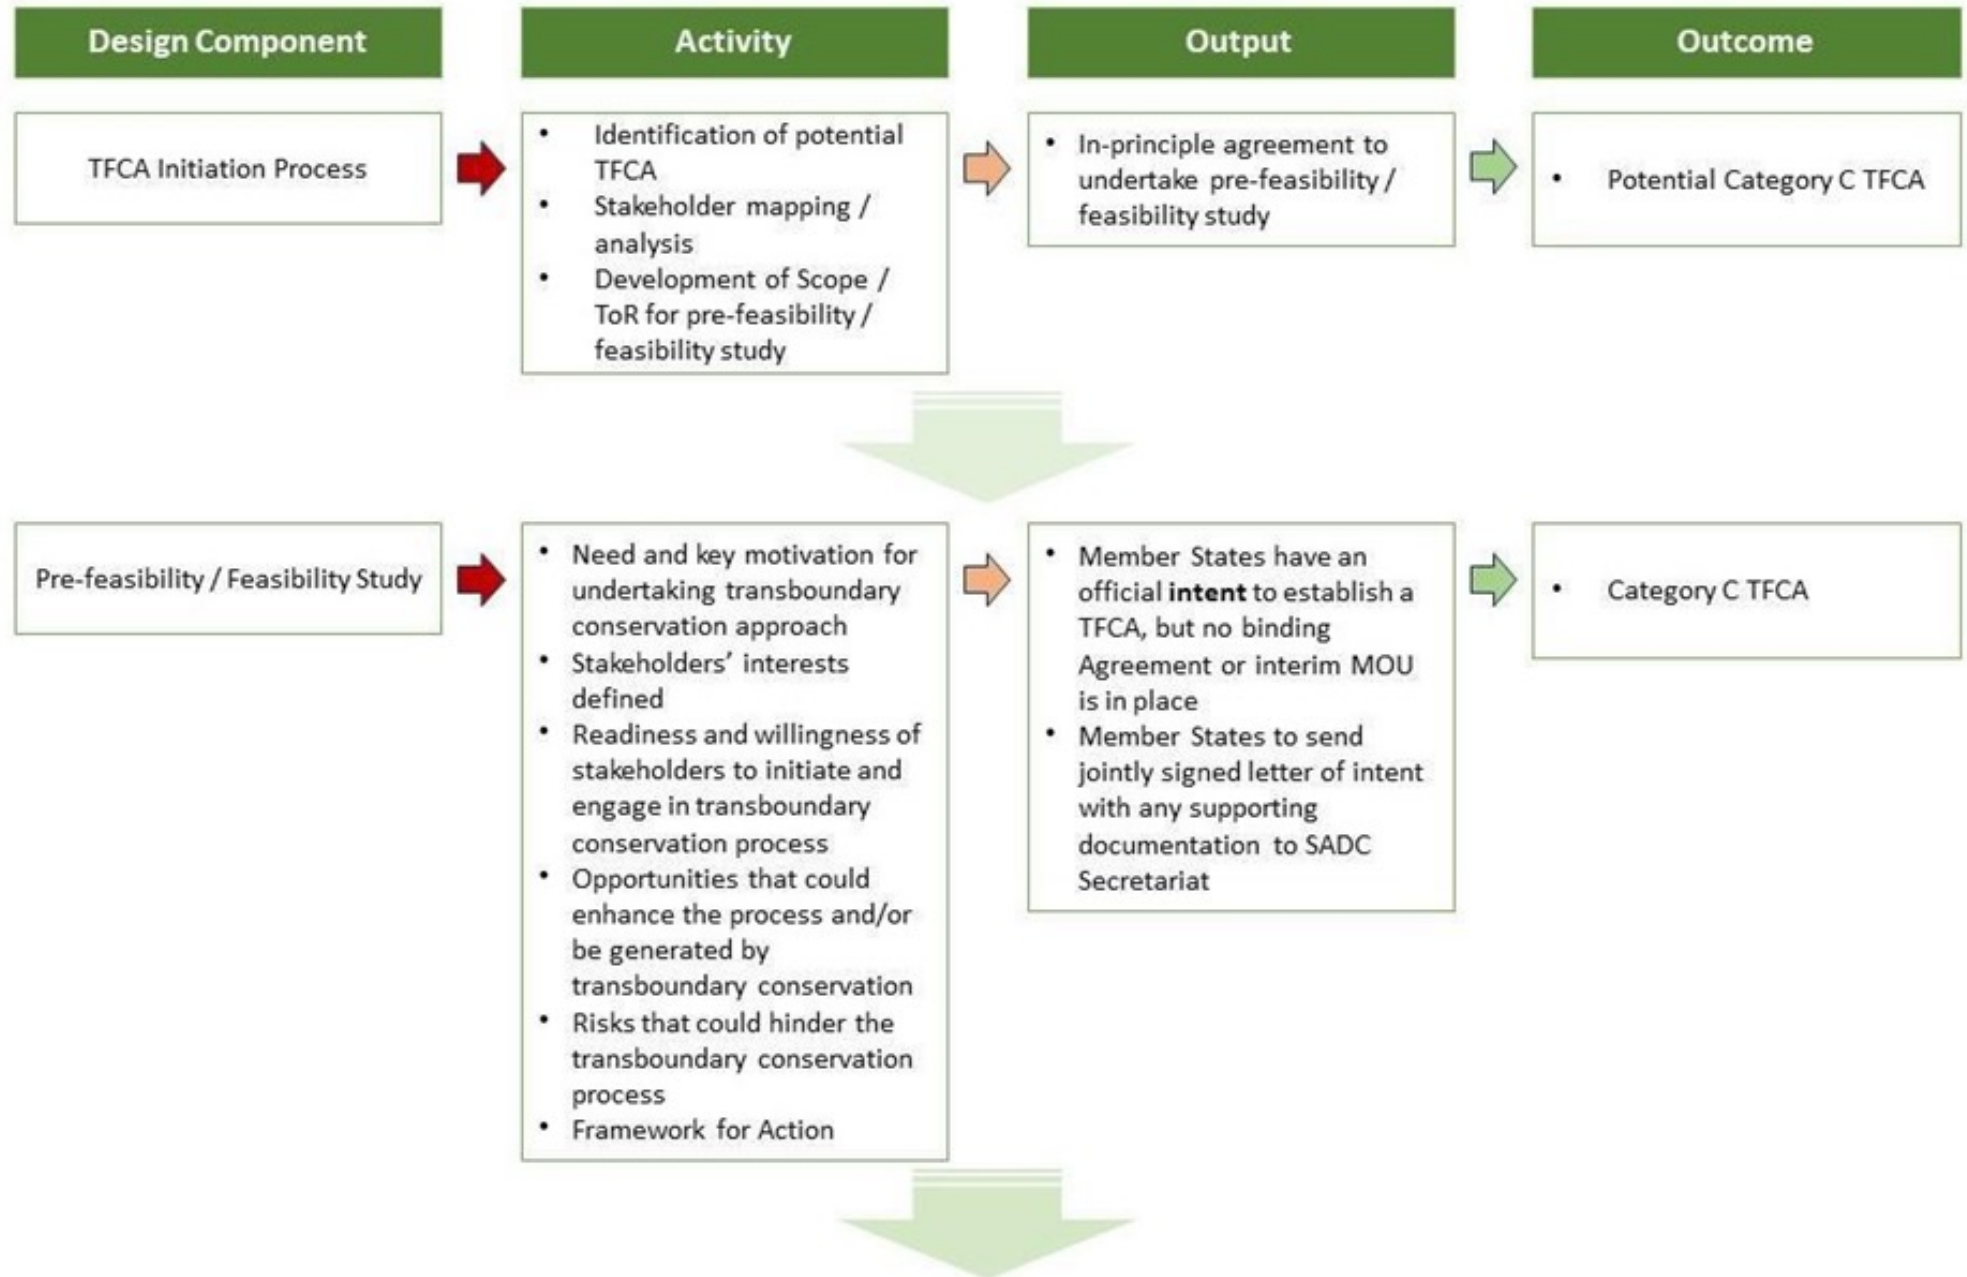 Design Component
Activity
Output
Outcome
TFCA Initiation Process
• Identification of potential
TFCA
• Stakeholder mapping /
analysis
• Development of Scope /
ToR for pre-feasibility /
feasibility study
• In-principle agreement to
undertake pre-feasibility /
feasibility study
• Potential Category C TFCA
Pre-feasibility / Feasibility Study
• Need and key motivation for
undertaking transboundary
conservation approach
• Stakeholders’ interests
defined
• Readiness and willingness of
stakeholders to initiate and
engage in transboundary
conservation process
• Opportunities that could
enhance the process and/or
be generated by
transboundary conservation
• Risks that could hinder the
transboundary conservation
process
• Framework for Action
• Member States have an
official intent to establish a
TFCA, but no binding
Agreement or interim MOU
is in place
• Member States to send
jointly signed letter of intent
with any supporting
documentation to SADC
Secretariat
• Category C TFCA